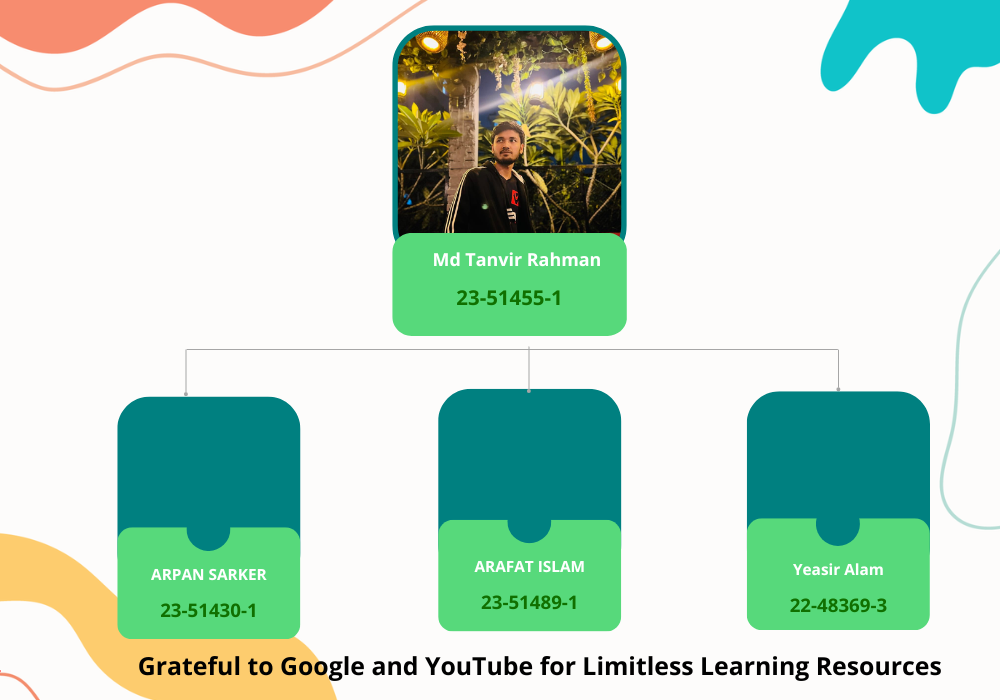 Md Tanvir Rahman
23-51455-1
ARPAN SARKER
23-51430-1
ARAFAT ISLAM
23-51489-1
Yeasir Alam
22-48369-3
Grateful to Google and YouTube for Limitless Learning Resources